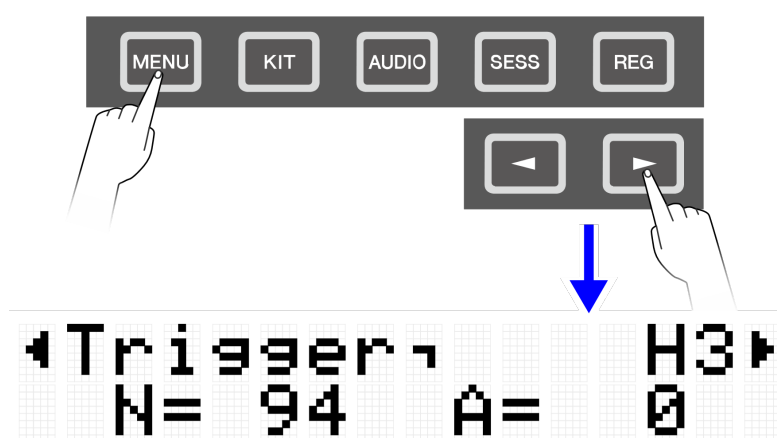 MENU KIT AUDIO SESS REG
◀ ▶
◀Trigger¬ H3▶
N= 94 A= 0